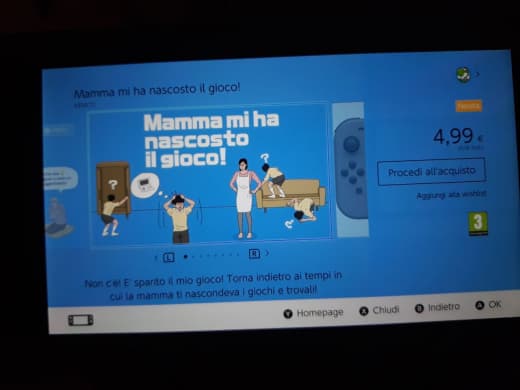 Mamma mi ha nascosto il gioco!
Mamma mi ha
nascosto
il gioco!
Novità
4,99 €
Procedi all'acquisto
Aggiungi alla wishlist
3
L
R
Non c'è! E' sparito il mio gioco! Torna indietro ai tempi in
cui la mamma ti nascondeva i giochi e trovali!
Y Homepage X Chiudi B Indietro A OK